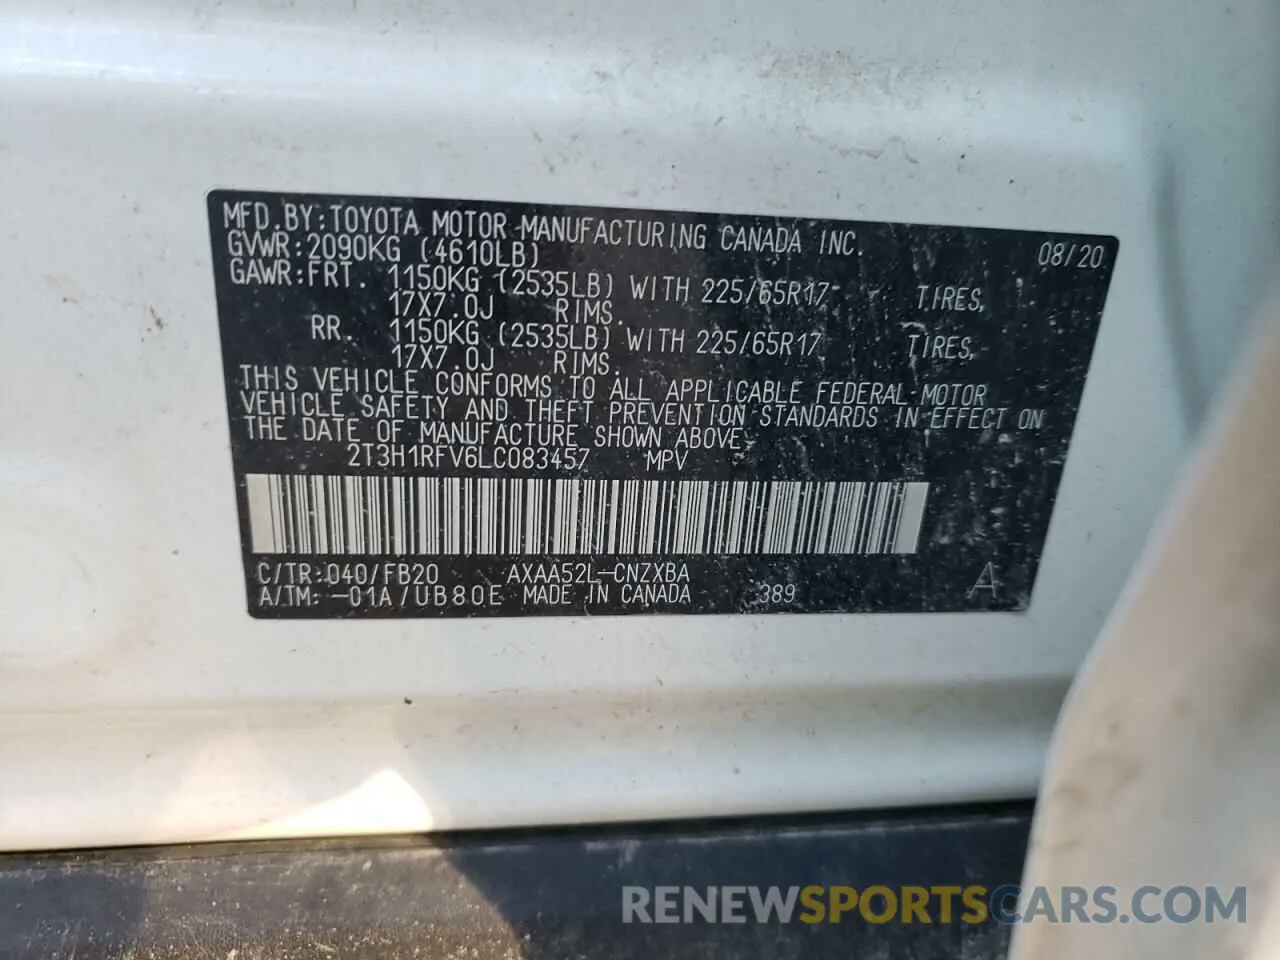 MFD.BY:TOYOTA MOTOR MANUFACTURING CANADA INC. 08/20
GVWR:2090KG (4610LB)
GAWR:FRT. 1150KG (2535LB) WITH 225/65R17 TIRES,
17X7.0J RIMS.
RR. 1150KG (2535LB) WITH 225/65R17 TIRES,
17X7.0J RIMS.
THIS VEHICLE CONFORMS TO ALL APPLICABLE FEDERAL MOTOR
VEHICLE SAFETY AND THEFT PREVENTION STANDARDS IN EFFECT ON
THE DATE OF MANUFACTURE SHOWN ABOVE.
2T3H1RFV6LC083457 MPV
C/TR:040/FB20 AXAA52L-CNZXBA
A/TM:-01A/UB80E MADE IN CANADA 389 A
RENEWSPORTSCARS.COM